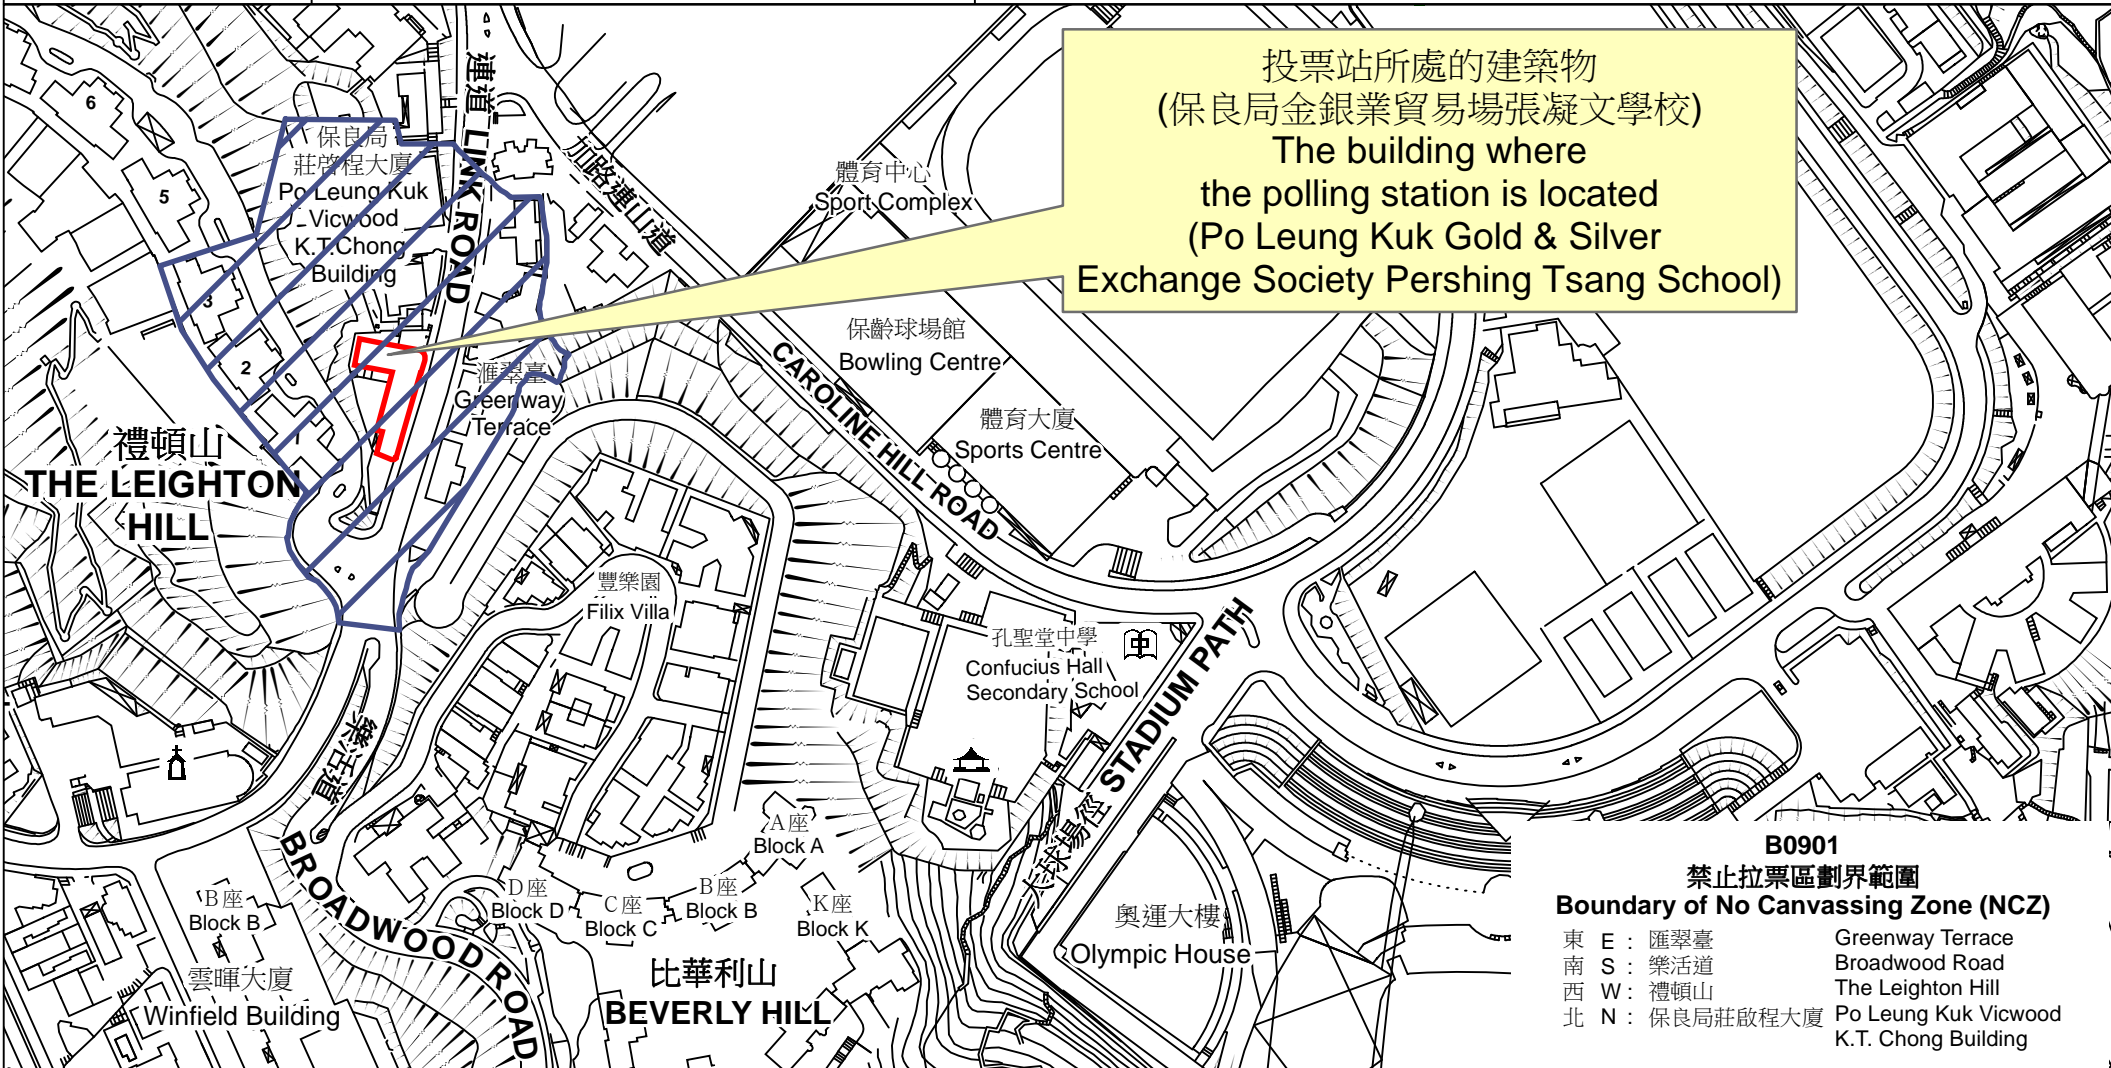 投票站所處的建築物
(保良局金銀業貿易場張凝文學校)
The building where
the polling station is located
(Po Leung Kuk Gold & Silver
Exchange Society Pershing Tsang School)
6
5
3
2
1
保良局
莊啓程大廈
Po Leung Kuk
Vicwood
K.T.Chong
Building
連道 LINK ROAD
加路連山道
體育中心
Sport Complex
保齡球場館
Bowling Centre
體育大廈
Sports Centre
CAROLINE HILL ROAD
滙翠臺
Greenway
Terrace
禮頓山
THE LEIGHTON
HILL
豐樂園
Filix Villa
孔聖堂中學
Confucius Hall
Secondary School
中
大球場徑 STADIUM PATH
樂活道
BROADWOOD ROAD
A座
Block A
B座
Block B
C座
Block C
D座
Block D
K座
Block K
B座
Block B
雲暉大廈
Winfield Building
比華利山
BEVERLY HILL
奧運大樓
Olympic House
B0901
禁止拉票區劃界範圍
Boundary of No Canvassing Zone (NCZ)
東 E : 匯翠臺 Greenway Terrace
南 S : 樂活道 Broadwood Road
西 W : 禮頓山 The Leighton Hill
北 N : 保良局莊啟程大廈 Po Leung Kuk Vicwood
K.T. Chong Building